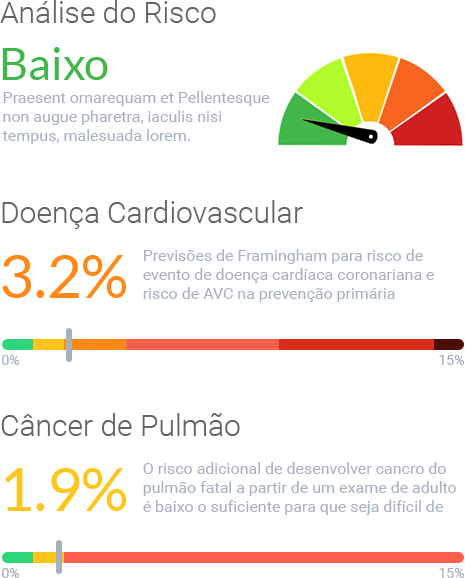 Análise do Risco
Baixo
Praesent ornarequam et Pellentesque
non augue pharetra, iaculis nisi
tempus, malesuada lorem.
Doença Cardiovascular
3.2%
Previsões de Framingham para risco de
evento de doença cardíaca coronariana e
risco de AVC na prevenção primária
0%
15%
Câncer de Pulmão
1.9%
O risco adicional de desenvolver cancro do
pulmão fatal a partir de um exame de adulto
é baixo o suficiente para que seja difícil de
0%
15%